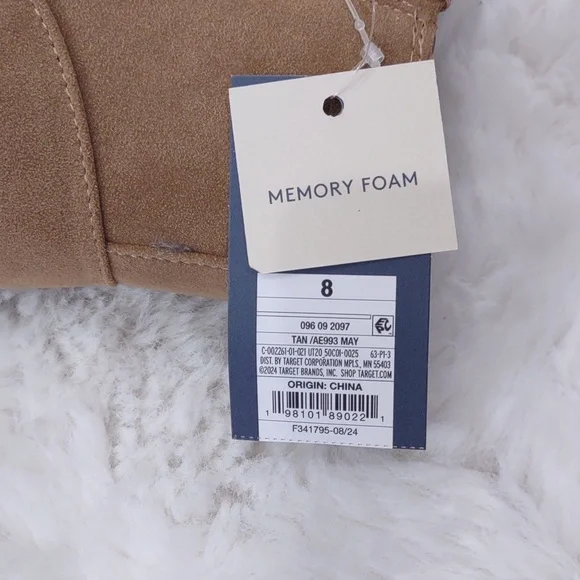 MEMORY FOAM
8
096 09 2097
TAN /AE993 MAY
C-002261-01-021 UT20_50C01-0025 63-P1-3
DIST. BY TARGET CORPORATION MPLS., MN 55403
©2024 TARGET BRANDS, INC. SHOP TARGET.COM
ORIGIN: CHINA
1 98101 89022 1
F341795-08/24